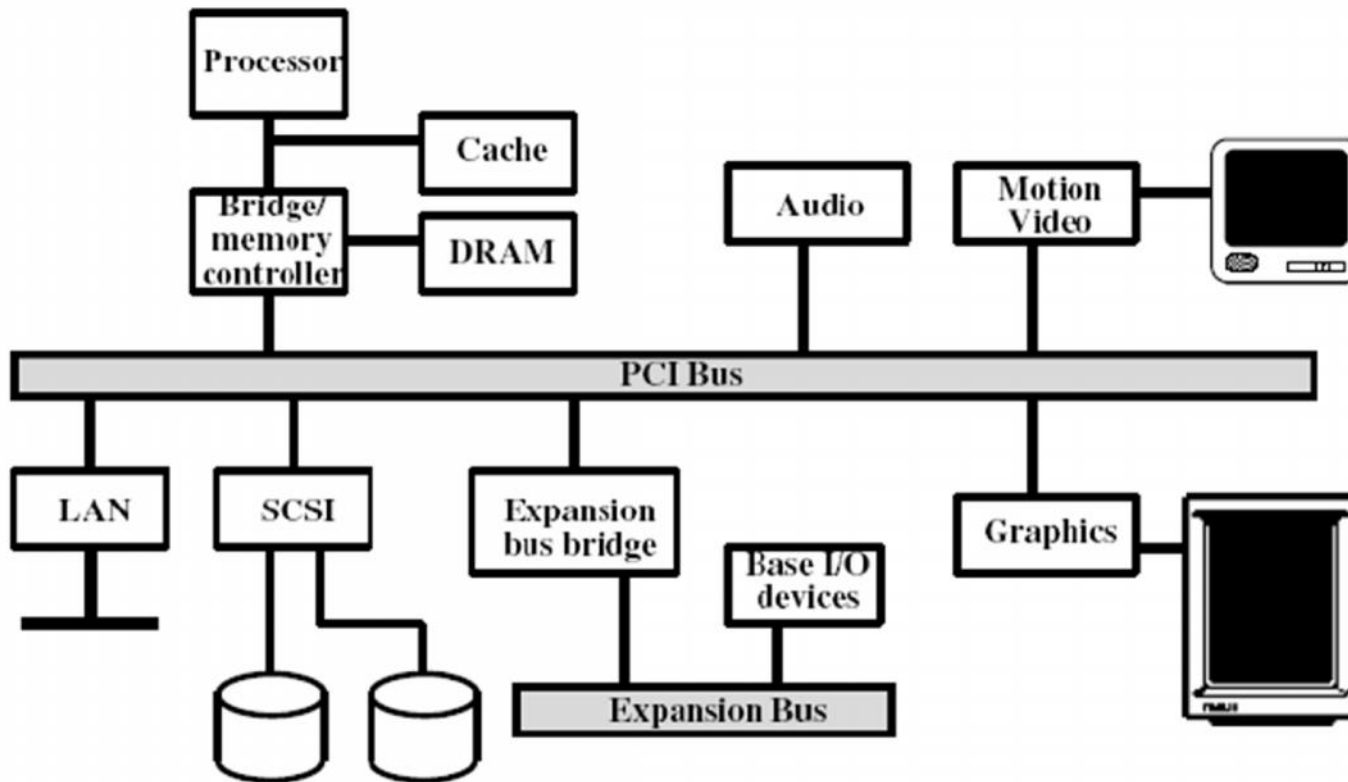 Processor
Cache
Bridge/
memory
controller
DRAM
Audio
Motion
Video
PCI Bus
LAN
SCSI
Expansion
bus bridge
Base I/O
devices
Graphics
Expansion Bus